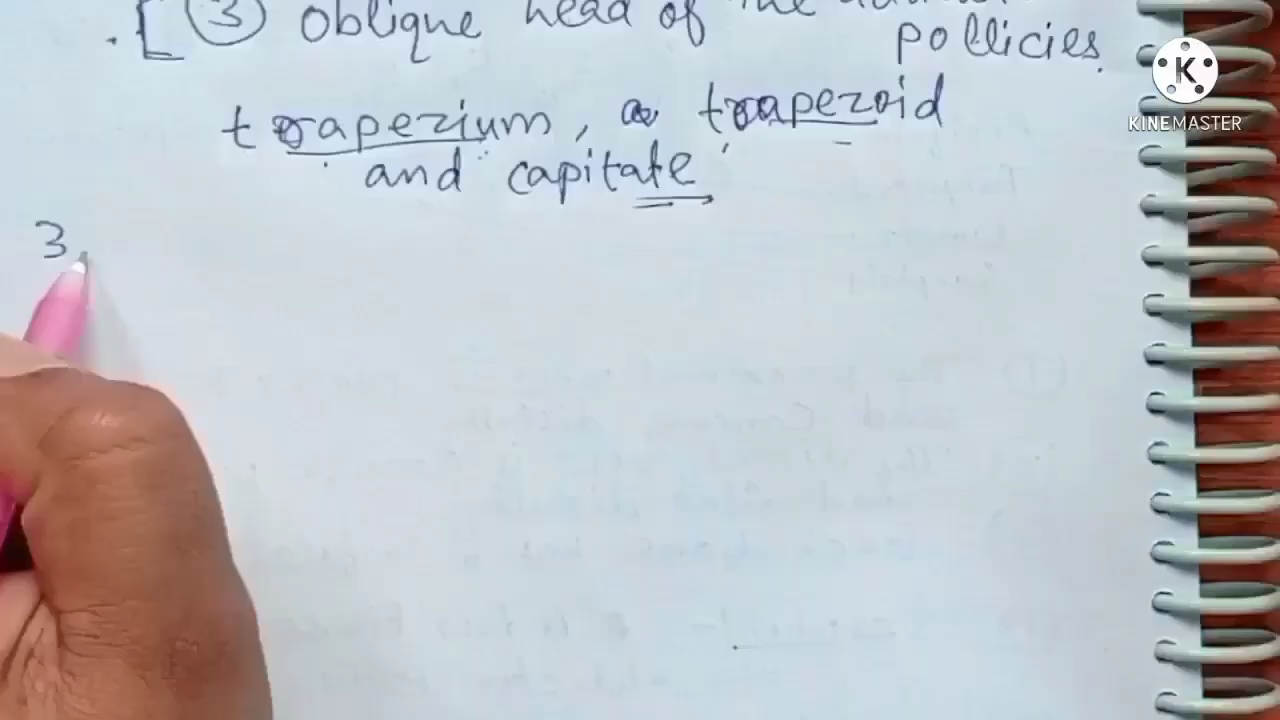 [ ③ oblique head of the
pollicies.
K
KINEMASTER
trapezium, a trapezoid
and capitate
3.